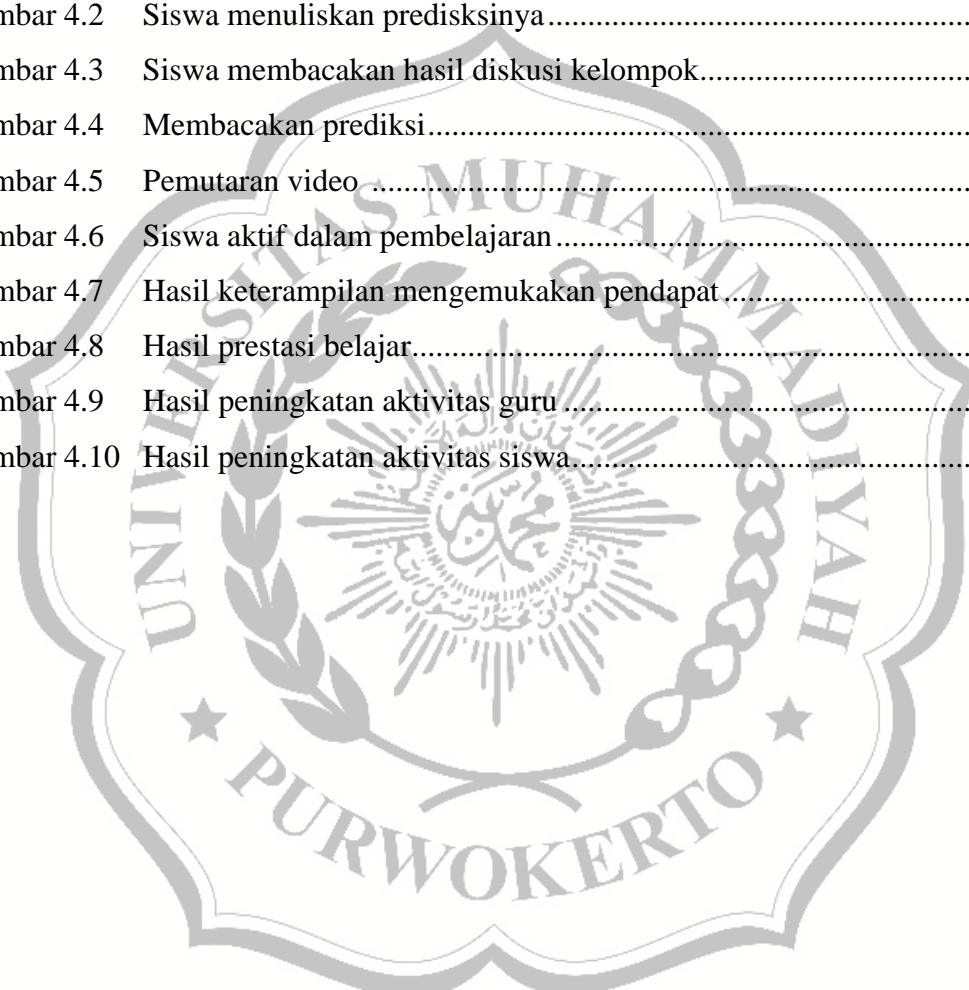 mbar 4.2 Siswa menuliskan predisksinya........................................................
mbar 4.3 Siswa membacakan hasil diskusi kelompok....................................
mbar 4.4 Membacakan prediksi.......................................................................
mbar 4.5 Pemutaran video ..............................................................................
mbar 4.6 Siswa aktif dalam pembelajaran.......................................................
mbar 4.7 Hasil keterampilan mengemukakan pendapat.................................
mbar 4.8 Hasil prestasi belajar.........................................................................
mbar 4.9 Hasil peningkatan aktivitas guru .....................................................
mbar 4.10 Hasil peningkatan aktivitas siswa.....................................................
UNIVERSITAS MUHAMMADIYAH
PURWOKERTO